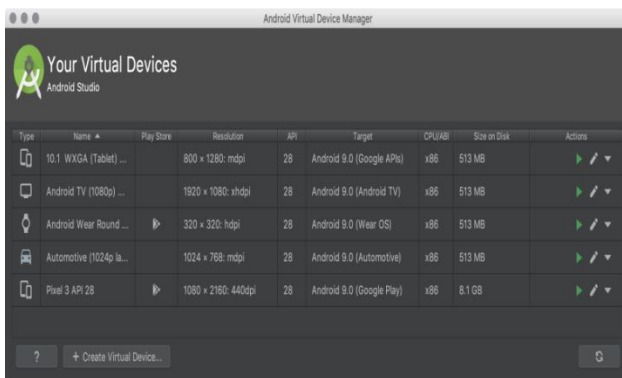 Android Virtual Device Manager
Your Virtual Devices
Android Studio
Type Name ▲ Play Store Resolution API Target CPU/ABI Size on Disk Actions
10.1 WXGA (Tablet) ... 800 × 1280: mdpi 28 Android 9.0 (Google APIs) x86 513 MB
Android TV (1080p) ... 1920 × 1080: xhdpi 28 Android 9.0 (Android TV) x86 513 MB
Android Wear Round ... 320 × 320: hdpi 28 Android 9.0 (Wear OS) x86 513 MB
Automotive (1024p la... 1024 × 768: mdpi 28 Android 9.0 (Automotive) x86 513 MB
Pixel 3 API 28 1080 × 2160: 440dpi 28 Android 9.0 (Google Play) x86 8.1 GB
? + Create Virtual Device...